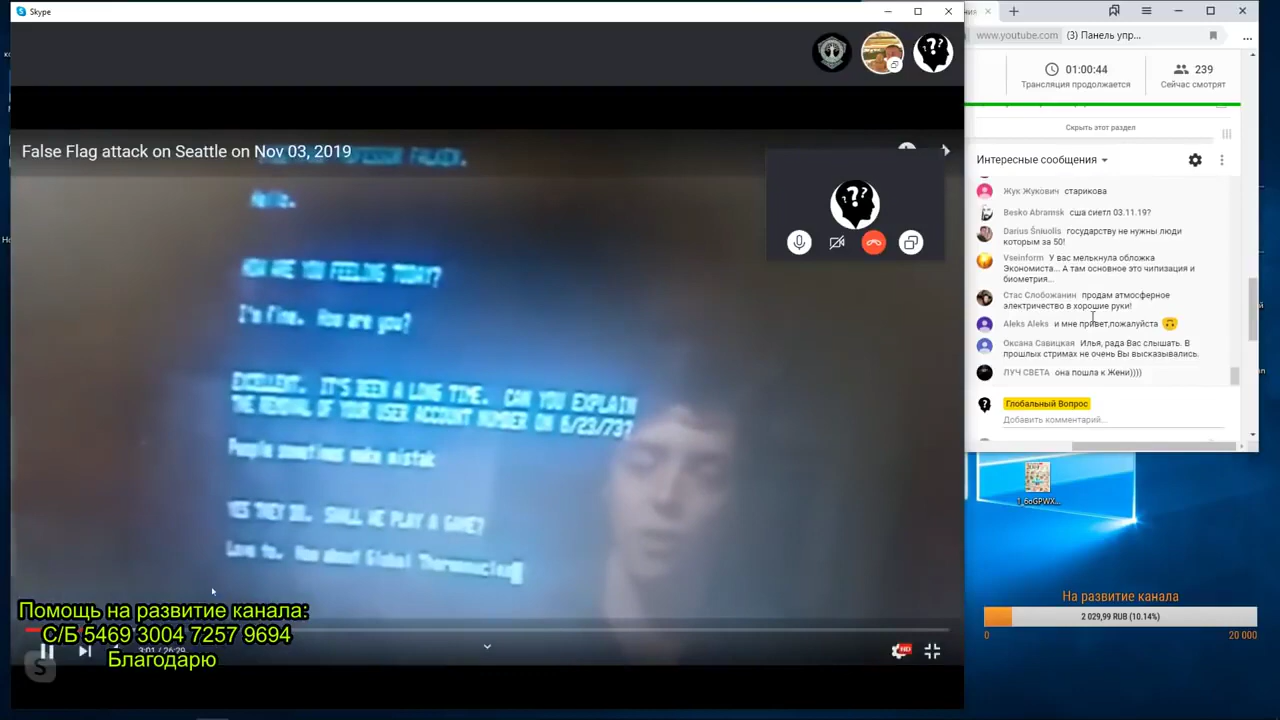 Skype
False Flag attack on Seattle on Nov 03, 2019
FALKEN.
Hello.
HOW ARE YOU FEELING TODAY?
I'm fine. How are you?
EXCELLENT. IT'S BEEN A LONG TIME. CAN YOU EXPLAIN
THE REMOVAL OF YOUR USER ACCOUNT NUMBER ON 6/23/73?
People sometimes make mistak
YES THEY DO. SHALL WE PLAY A GAME?
Love to. How about Global Thermonuclea
Помощь на развитие канала:
С/Б 5469 3004 7257 9694
Благодарю
3:01 / 26:29
HD
www.youtube.com
(3) Панель упр...
01:00:44
Трансляция продолжается
239
Сейчас смотрят
Скрыть этот раздел
Интересные сообщения
Жук Жукович старикова
Besko Abramsk сша сиетл 03.11.19?
Darius Šniuolis государству не нужны люди
которым за 50!
Vseinform У вас мелькнула обложка
Экономиста... А там основное это чипизация и
биометрия...
Стас Слобожанин продам атмосферное
электричество в хорошие руки!
Aleks Aleks и мне привет,пожалуйста
Оксана Савицкая Илья, рада Вас слышать. В
прошлых стримах не очень Вы высказывались.
ЛУЧ СВЕТА она пошла к Жени))))
Глобальный Вопрос
Добавить комментарий...
1_6oGPWX...
На развитие канала
2 029,99 RUB (10.14%)
0
20 000